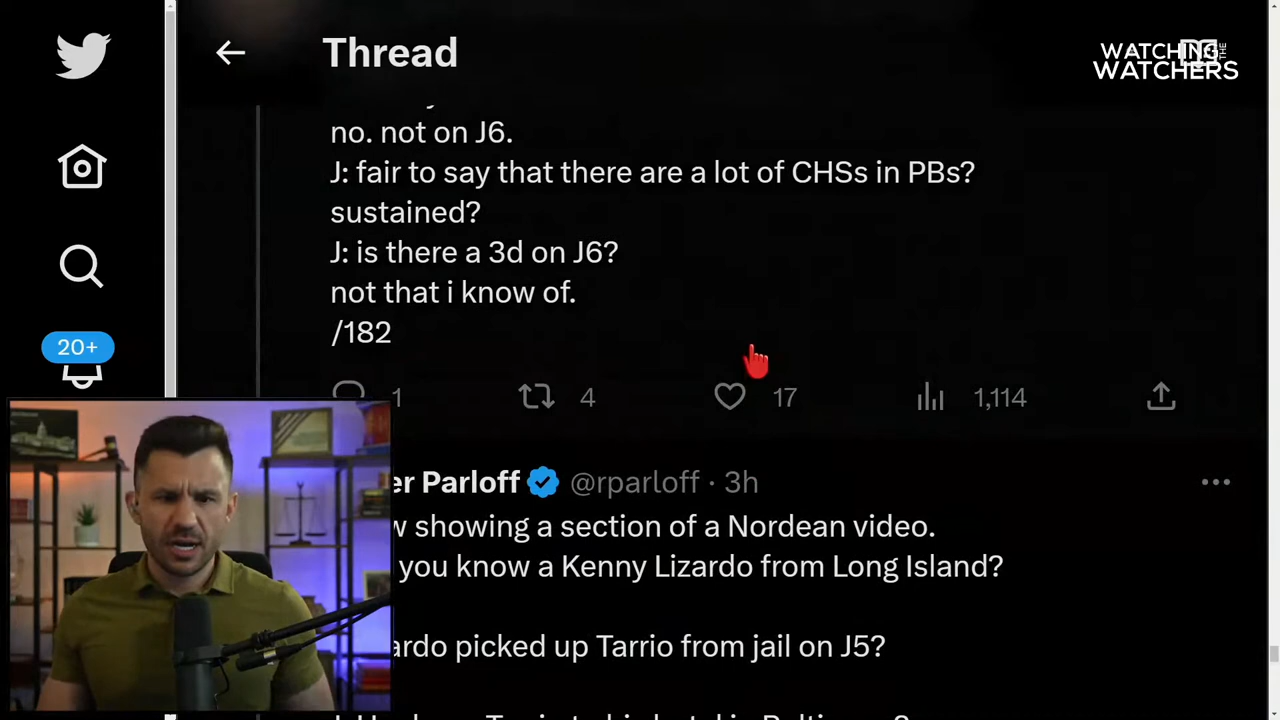 Thread
WATCHING THE
WATCHERS
no. not on J6.
J: fair to say that there are a lot of CHSs in PBs?
sustained?
J: is there a 3d on J6?
not that i know of.
/182
20+
1 4 17 1,114
er Parloff @rparloff · 3h
w showing a section of a Nordean video.
you know a Kenny Lizardo from Long Island?
ardo picked up Tarrio from jail on J5?